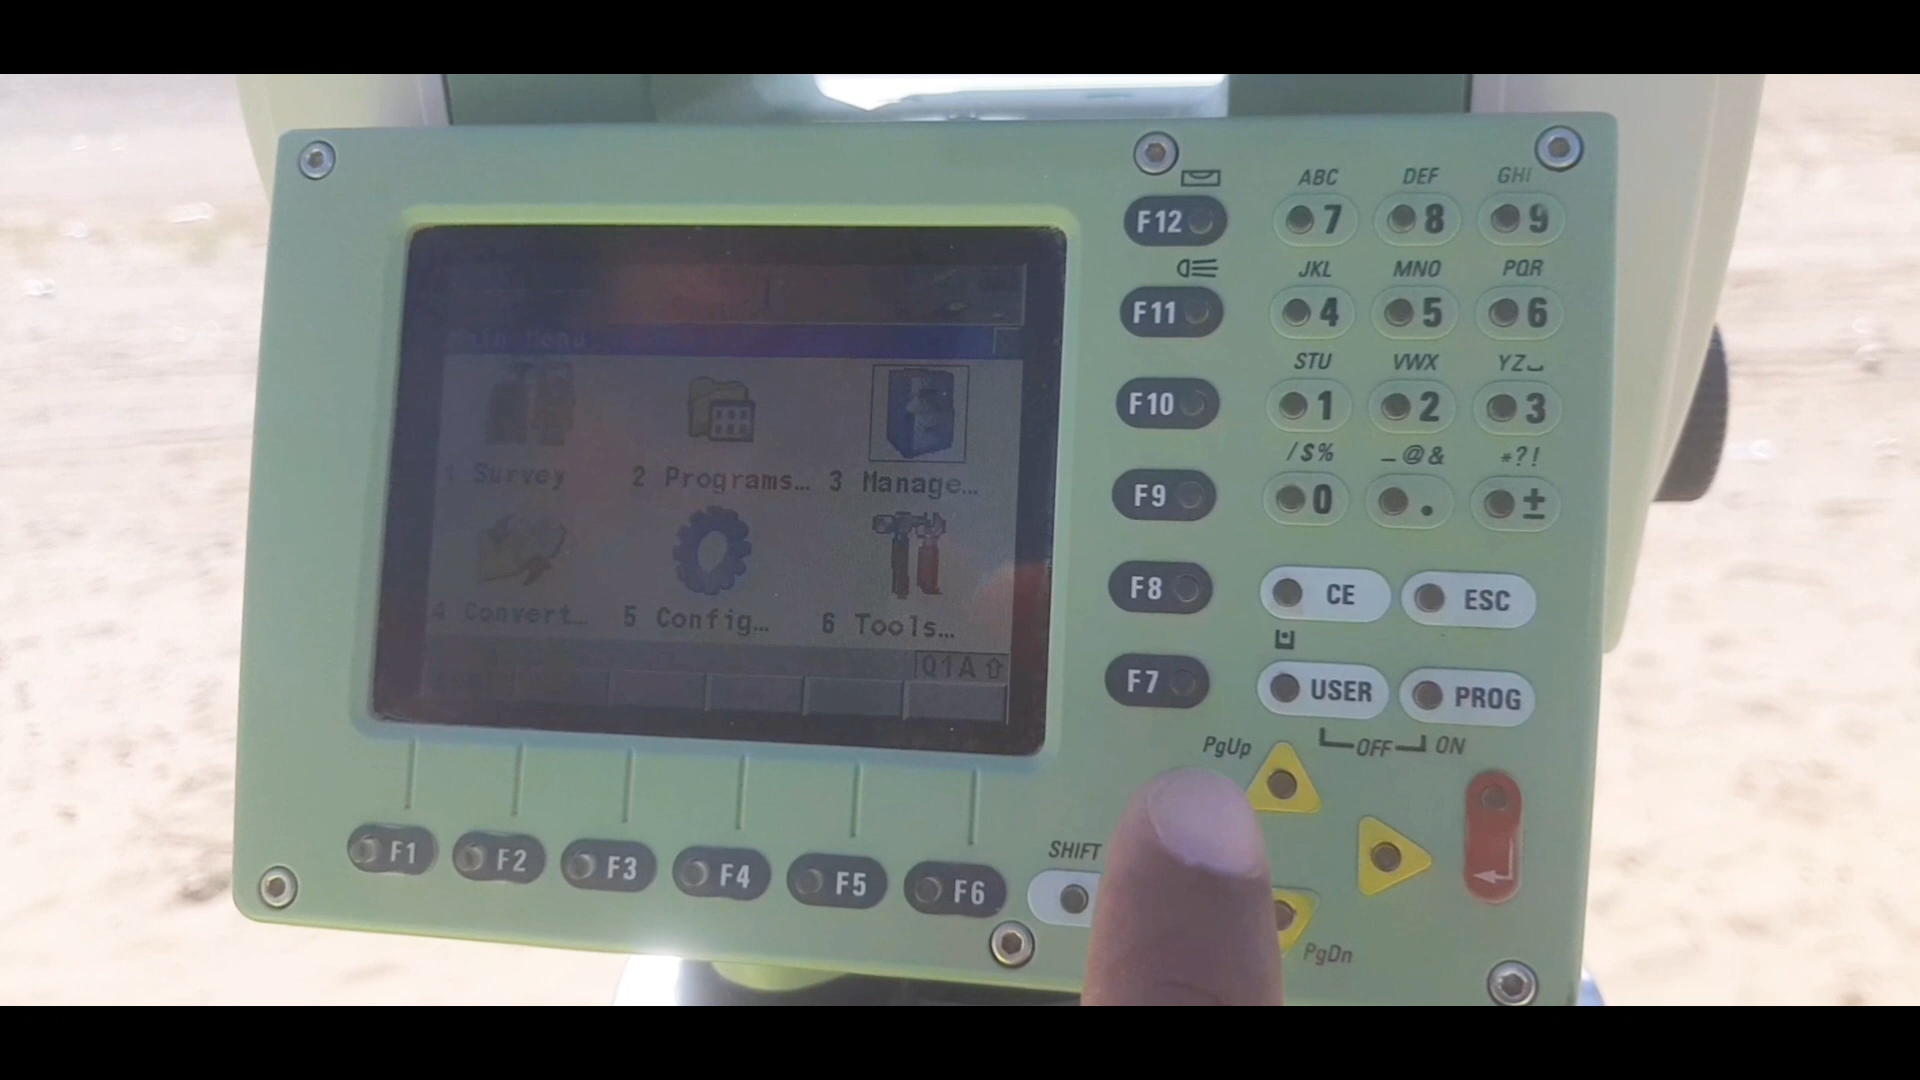 Main Menu
1 Survey 2 Programs… 3 Manage…
4 Convert… 5 Config… 6 Tools…
Q1A⇧
F12 ABC 7 DEF 8 GHI 9
F11 JKL 4 MNO 5 PQR 6
F10 STU 1 VWX 2 YZ⎵ 3
F9 /$% 0 _@& . *?! ±
F8 CE ESC
F7 USER PROG
PgUp OFF ON
F1 F2 F3 F4 F5 F6 SHIFT
PgDn